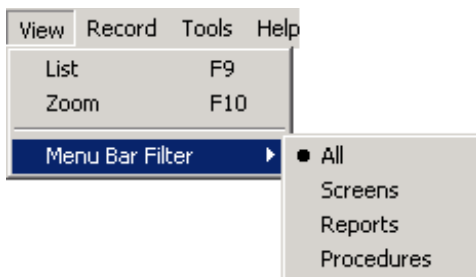 View Record Tools Help
List F9
Zoom F10
Menu Bar Filter
All
Screens
Reports
Procedures